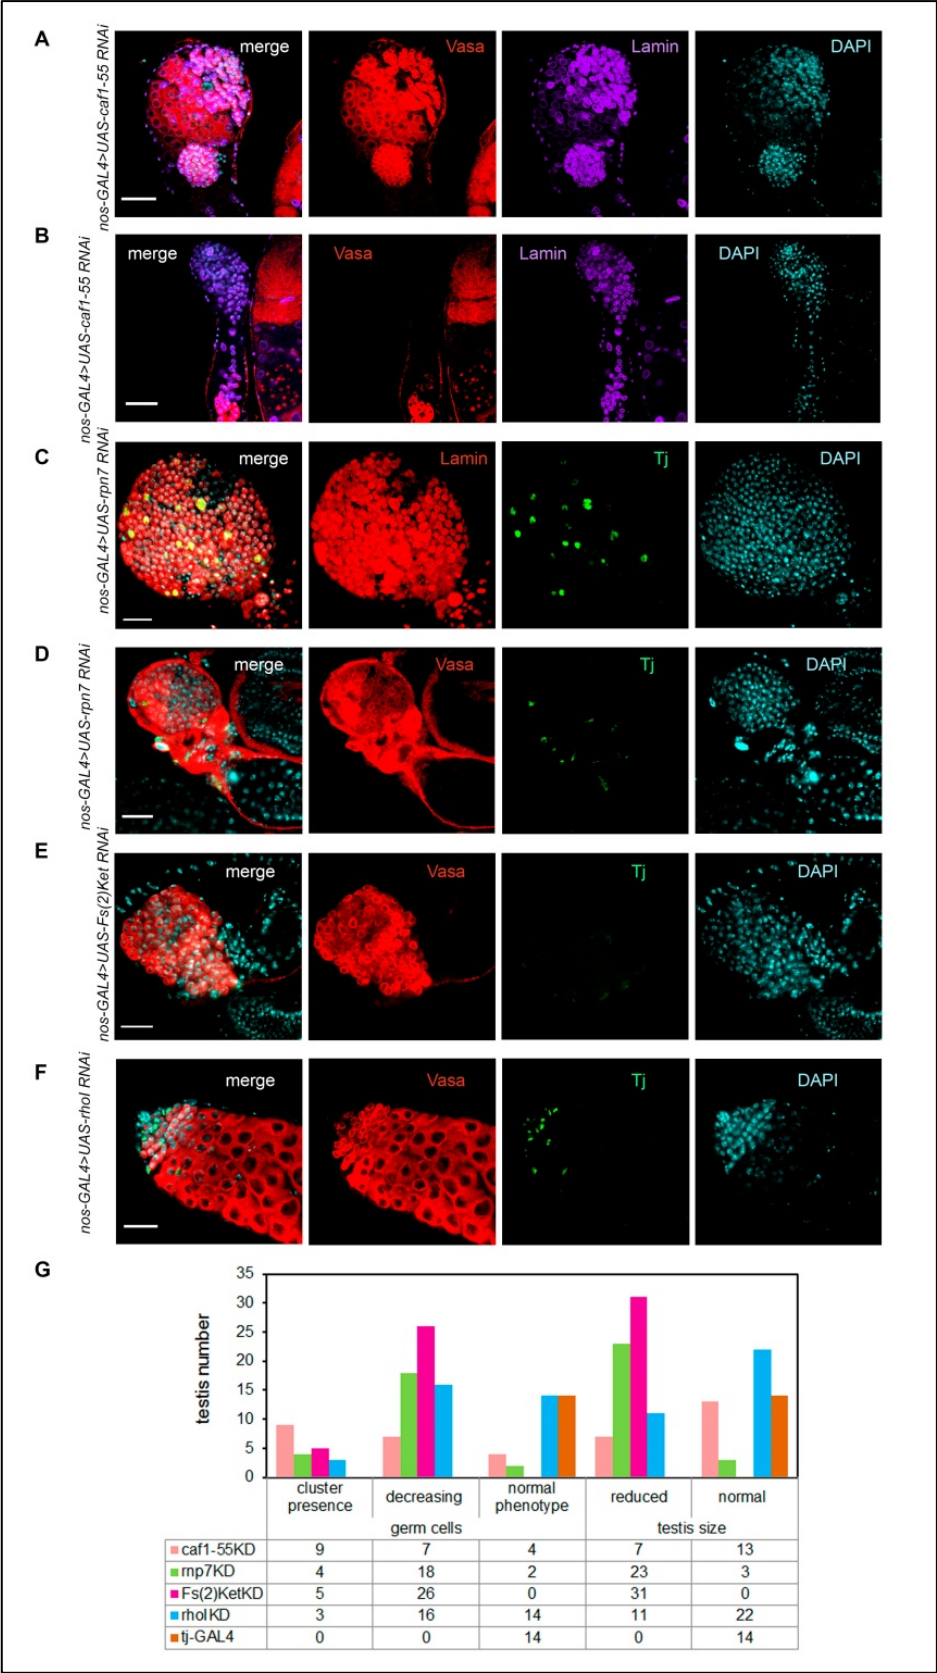 A
nos-GAL4>UAS-caf1-55 RNAi
merge
Vasa
Lamin
DAPI
B
nos-GAL4>UAS-caf1-55 RNAi
merge
Vasa
Lamin
DAPI
C
nos-GAL4>UAS-rpn7 RNAi
merge
Lamin
Tj
DAPI
D
nos-GAL4>UAS-rpn7 RNAi
merge
Vasa
Tj
DAPI
E
nos-GAL4>UAS-Fs(2)Ket RNAi
merge
Vasa
Tj
DAPI
F
nos-GAL4>UAS-rhoI RNAi
merge
Vasa
Tj
DAPI
G
testis number
35
30
25
20
15
10
5
0
cluster presence decreasing normal phenotype reduced normal
germ cells testis size
caf1-55KD 9 7 4 7 13
rnp7KD 4 18 2 23 3
Fs(2)KetKD 5 26 0 31 0
rhoIKD 3 16 14 11 22
tj-GAL4 0 0 14 0 14